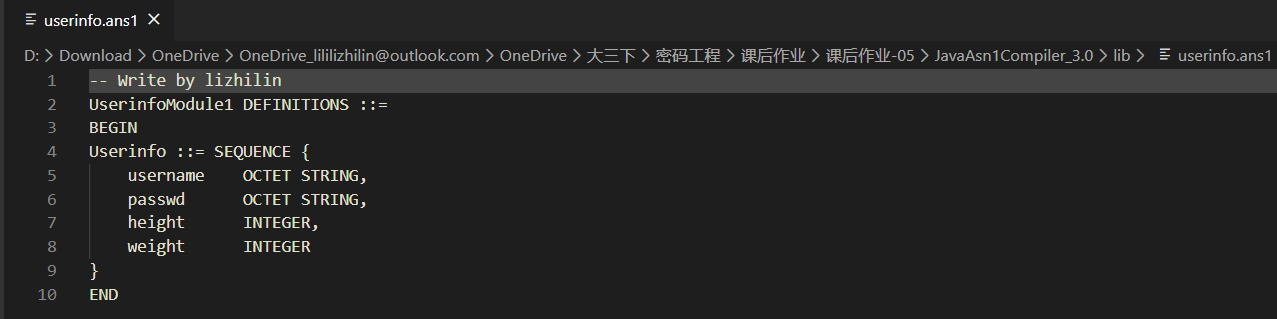 userinfo.ans1
D: > Download > OneDrive > OneDrive_lililizhilin@outlook.com > OneDrive > 大三下 > 密码工程 > 课后作业 > 课后作业-05 > JavaAsn1Compiler_3.0 > lib > userinfo.ans1
1 -- Write by lizhilin
2 UserinfoModule1 DEFINITIONS ::=
3 BEGIN
4 Userinfo ::= SEQUENCE {
5 username OCTET STRING,
6 passwd OCTET STRING,
7 height INTEGER,
8 weight INTEGER
9 }
10 END